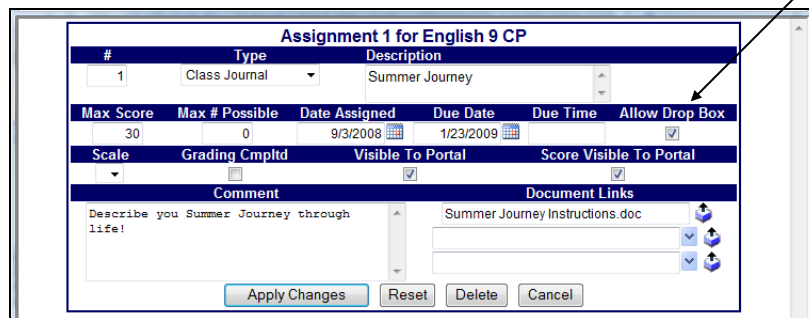 Assignment 1 for English 9 CP
# Type Description
1 Class Journal Summer Journey
Max Score Max # Possible Date Assigned Due Date Due Time Allow Drop Box
30 0 9/3/2008 1/23/2009
Scale Grading Cmpltd Visible To Portal Score Visible To Portal
Comment Document Links
Describe you Summer Journey through Summer Journey Instructions.doc
life!
Apply Changes Reset Delete Cancel